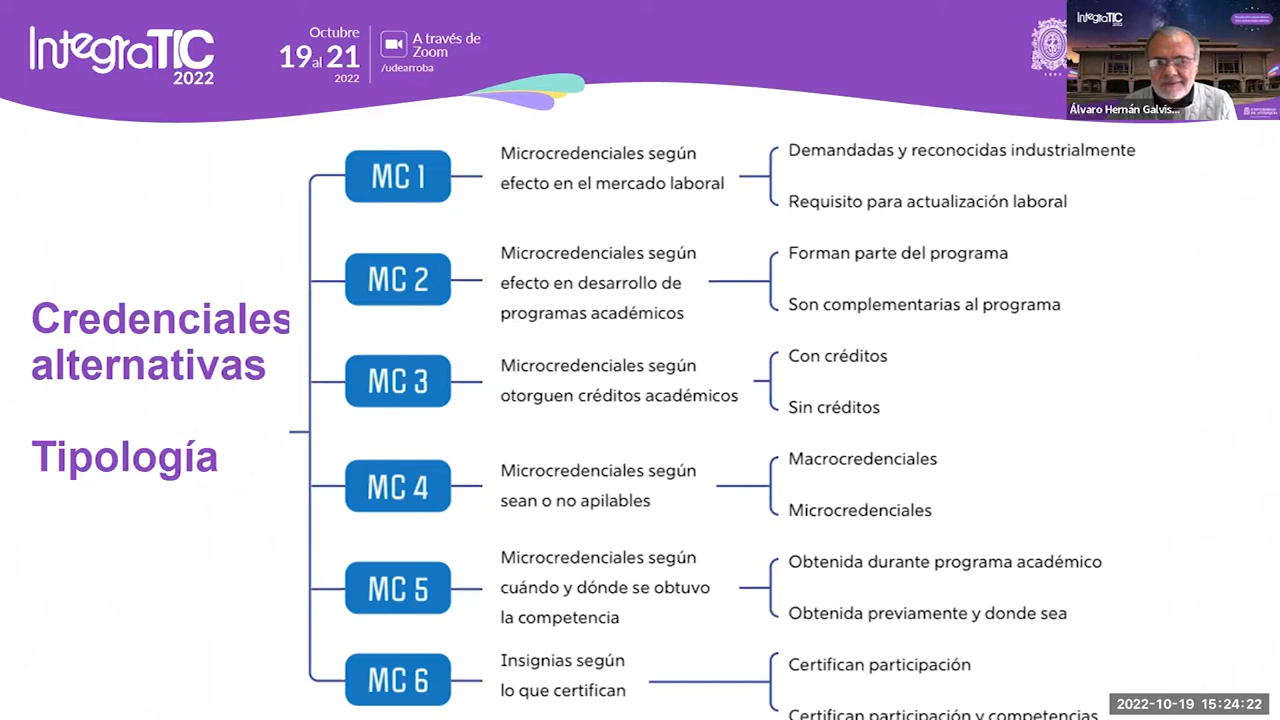 IntegraTIC
2022
Octubre
19 al 21
2022
A través de
Zoom
/udearroba
IntegraTIC
Álvaro Hernán Galvis...
Credenciales
alternativas
Tipología
MC 1
Microcredenciales según
efecto en el mercado laboral
Demandadas y reconocidas industrialmente
Requisito para actualización laboral
MC 2
Microcredenciales según
efecto en desarrollo de
programas académicos
Forman parte del programa
Son complementarias al programa
MC 3
Microcredenciales según
otorguen créditos académicos
Con créditos
Sin créditos
MC 4
Microcredenciales según
sean o no apilables
Macrocredenciales
Microcredenciales
MC 5
Microcredenciales según
cuándo y dónde se obtuvo
la competencia
Obtenida durante programa académico
Obtenida previamente y donde sea
MC 6
Insignias según
lo que certifican
Certifican participación
Certifican participación y competencias
2022-10-19 15:24:22